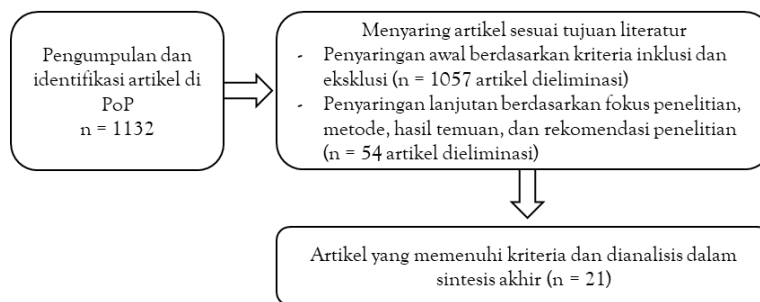 Pengumpulan dan
identifikasi artikel di
PoP
n = 1132
Menyaring artikel sesuai tujuan literatur
- Penyaringan awal berdasarkan kriteria inklusi dan
eksklusi (n = 1057 artikel dieliminasi)
- Penyaringan lanjutan berdasarkan fokus penelitian,
metode, hasil temuan, dan rekomendasi penelitian
(n = 54 artikel dieliminasi)
Artikel yang memenuhi kriteria dan dianalisis dalam
sintesis akhir (n = 21)